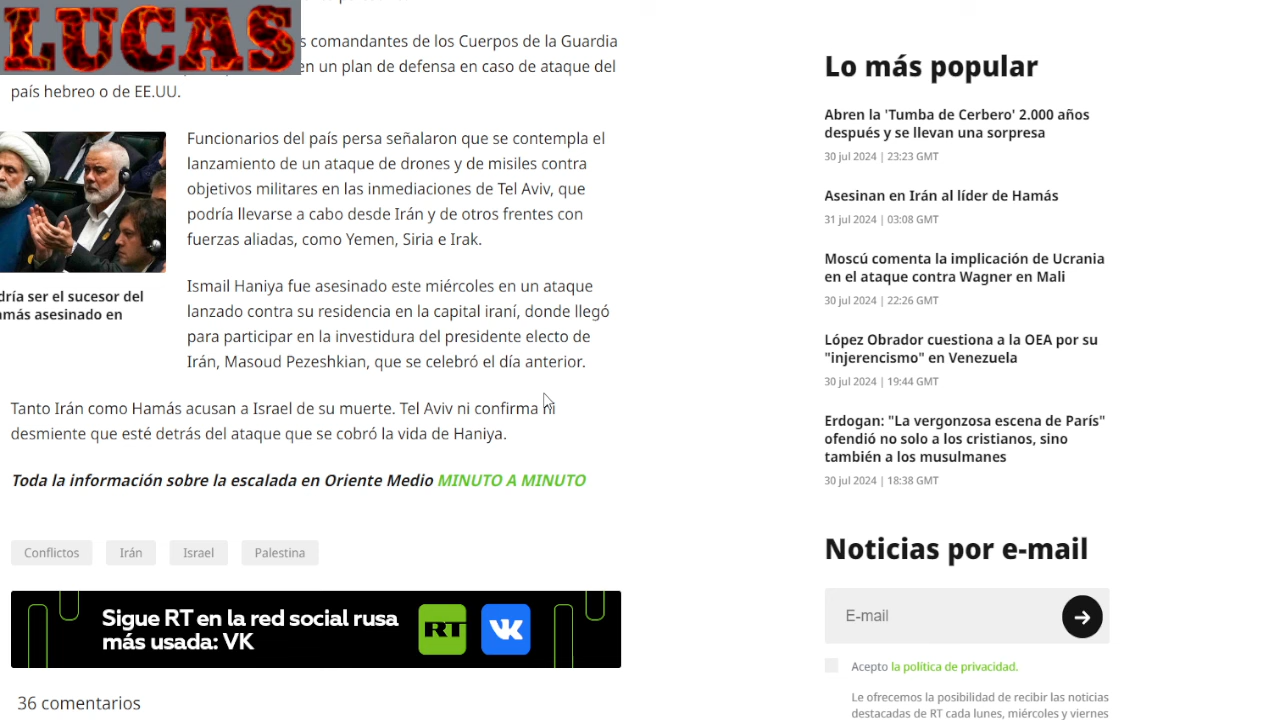 LUCAS
s comandantes de los Cuerpos de la Guardia
en un plan de defensa en caso de ataque del
país hebreo o de EE.UU.
Funcionarios del país persa señalaron que se contempla el
lanzamiento de un ataque de drones y de misiles contra
objetivos militares en las inmediaciones de Tel Aviv, que
podría llevarse a cabo desde Irán y de otros frentes con
fuerzas aliadas, como Yemen, Siria e Irak.
dría ser el sucesor del
amás asesinado en
Ismail Haniya fue asesinado este miércoles en un ataque
lanzado contra su residencia en la capital iraní, donde llegó
para participar en la investidura del presidente electo de
Irán, Masoud Pezeshkian, que se celebró el día anterior.
Tanto Irán como Hamás acusan a Israel de su muerte. Tel Aviv ni confirma ni
desmiente que esté detrás del ataque que se cobró la vida de Haniya.
Toda la información sobre la escalada en Oriente Medio MINUTO A MINUTO
Conflictos Irán Israel Palestina
Sigue RT en la red social rusa
más usada: VK
RT
36 comentarios
Lo más popular
Abren la 'Tumba de Cerbero' 2.000 años
después y se llevan una sorpresa
30 jul 2024 | 23:23 GMT
Asesinan en Irán al líder de Hamás
31 jul 2024 | 03:08 GMT
Moscú comenta la implicación de Ucrania
en el ataque contra Wagner en Mali
30 jul 2024 | 22:26 GMT
López Obrador cuestiona a la OEA por su
"injerencismo" en Venezuela
30 jul 2024 | 19:44 GMT
Erdogan: "La vergonzosa escena de París"
ofendió no solo a los cristianos, sino
también a los musulmanes
30 jul 2024 | 18:38 GMT
Noticias por e-mail
E-mail
Acepto la política de privacidad.
Le ofrecemos la posibilidad de recibir las noticias
destacadas de RT cada lunes, miércoles y viernes